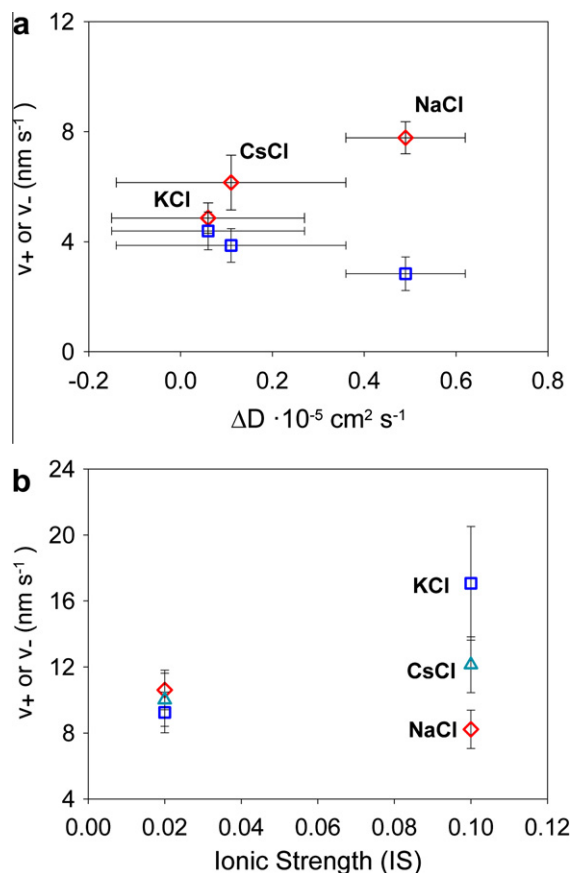 a
12
NaCl
8
CsCl
KCl
4
0
-0.2 0.0 0.2 0.4 0.6 0.8
v+ or v- (nm s⁻¹)
ΔD ·10⁻⁵ cm² s⁻¹
b
24
20
KCl
16
CsCl
12
NaCl
8
4
0.00 0.02 0.04 0.06 0.08 0.10 0.12
v+ or v- (nm s⁻¹)
Ionic Strength (IS)